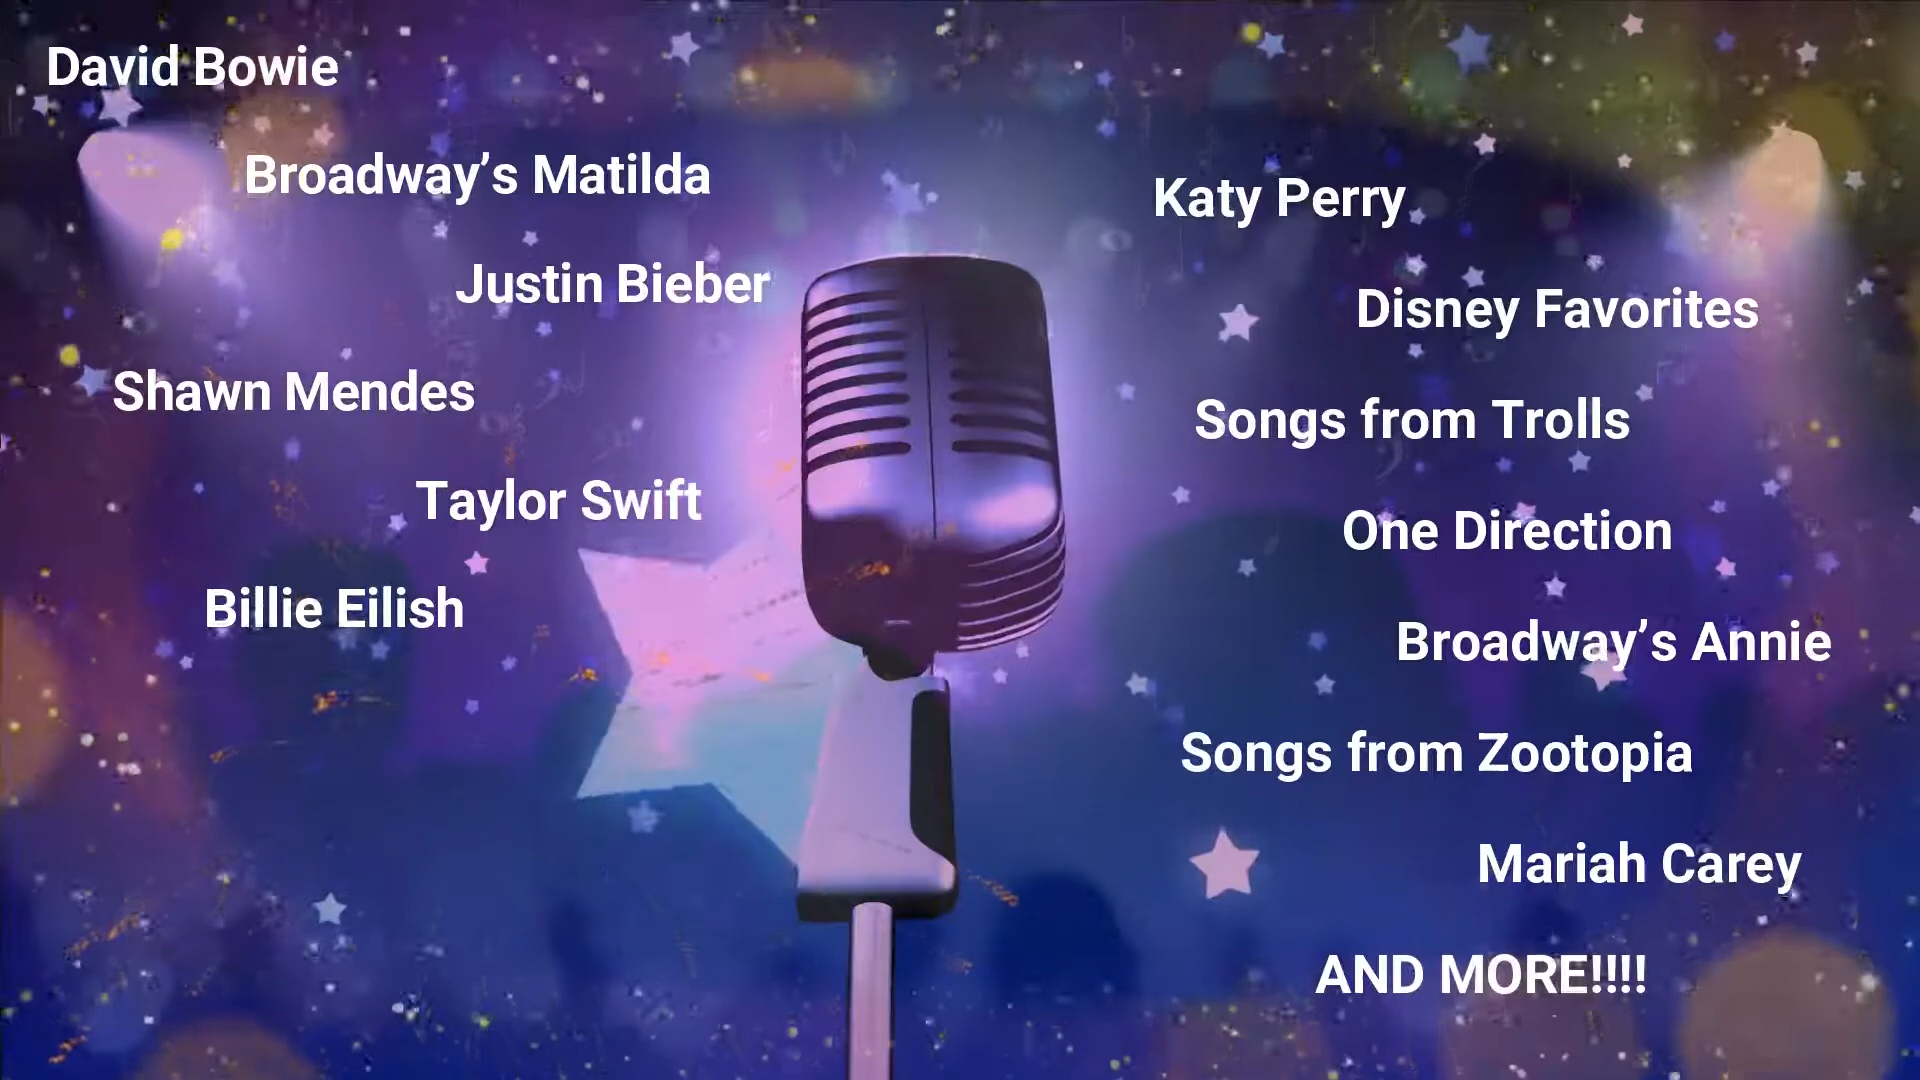 David Bowie
Broadway’s Matilda
Justin Bieber
Shawn Mendes
Taylor Swift
Billie Eilish
Katy Perry
Disney Favorites
Songs from Trolls
One Direction
Broadway’s Annie
Songs from Zootopia
Mariah Carey
AND MORE!!!!